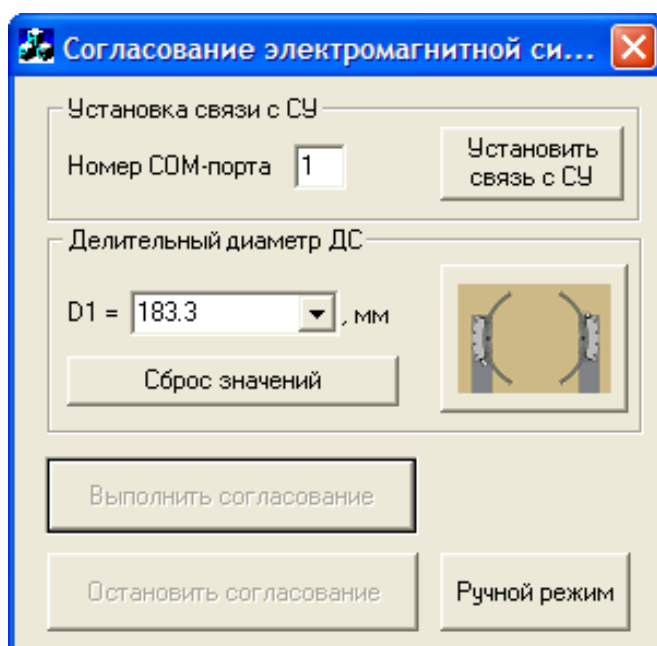 Согласование электромагнитной си...
Установка связи с СУ
Номер COM-порта 1
Установить
связь с СУ
Делительный диаметр ДС
D1 = 183.3 , мм
Сброс значений
Выполнить согласование
Остановить согласование
Ручной режим